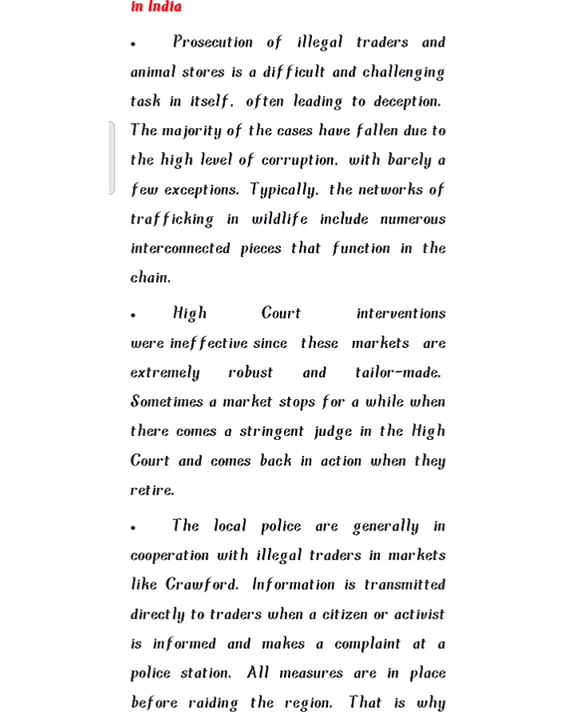 in India
• Prosecution of illegal traders and
animal stores is a difficult and challenging
task in itself, often leading to deception.
The majority of the cases have fallen due to
the high level of corruption, with barely a
few exceptions. Typically, the networks of
trafficking in wildlife include numerous
interconnected pieces that function in the
chain.
• High Court interventions
were ineffective since these markets are
extremely robust and tailor-made.
Sometimes a market stops for a while when
there comes a stringent judge in the High
Court and comes back in action when they
retire.
• The local police are generally in
cooperation with illegal traders in markets
like Crawford. Information is transmitted
directly to traders when a citizen or activist
is informed and makes a complaint at a
police station. All measures are in place
before raiding the region. That is why